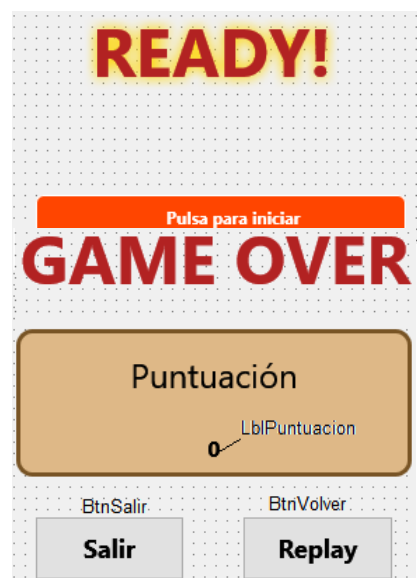 READY!
Pulsa para iniciar
GAME OVER
Puntuación
LblPuntuacion
0
BtnSalir
BtnVolver
Salir
Replay